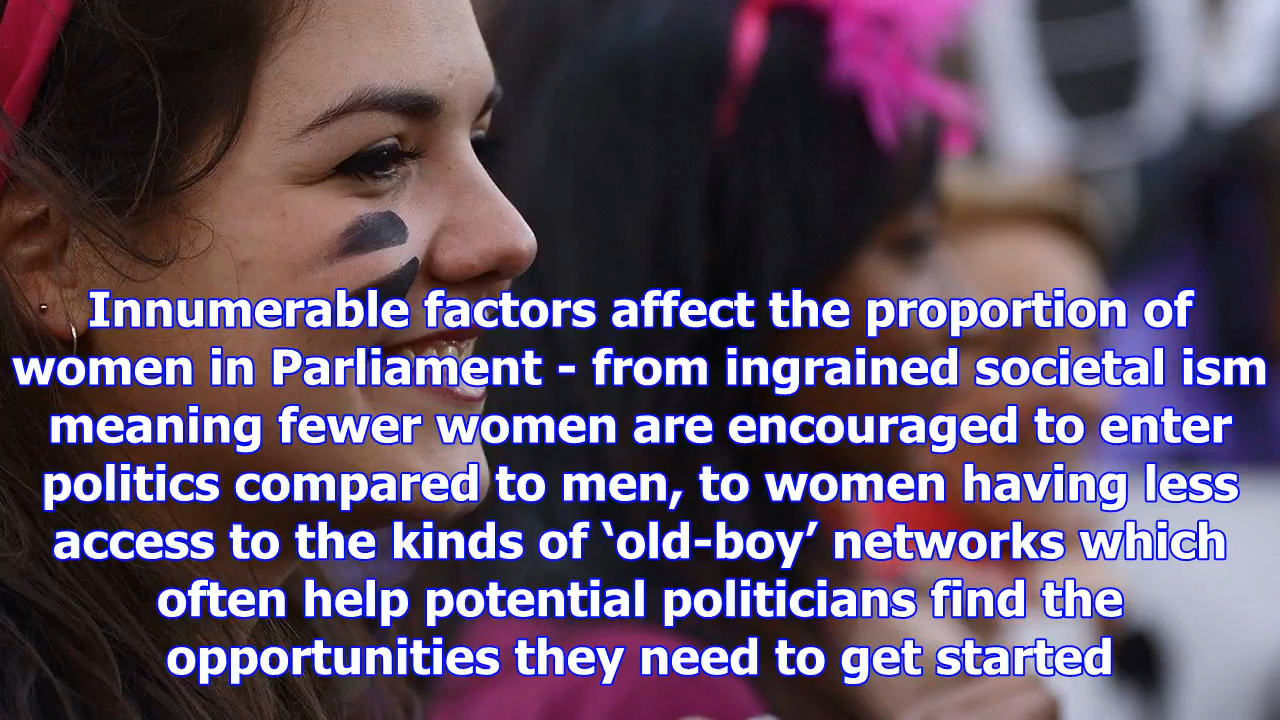 Innumerable factors affect the proportion of
women in Parliament - from ingrained societal ism
meaning fewer women are encouraged to enter
politics compared to men, to women having less
access to the kinds of ‘old-boy’ networks which
often help potential politicians find the
opportunities they need to get started